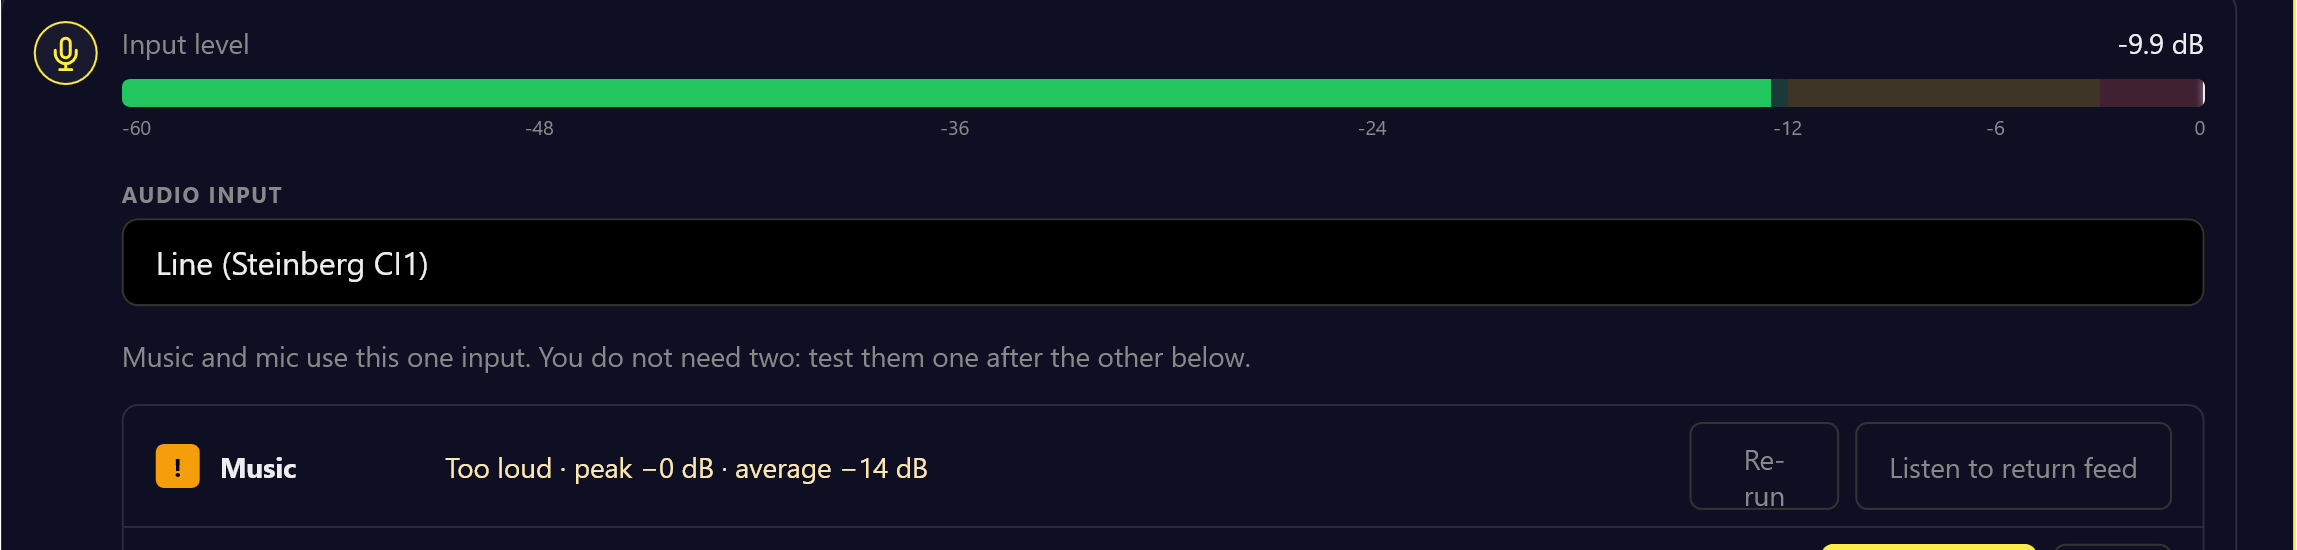 Input level -9.9 dB
-60 -48 -36 -24 -12 -6 0
AUDIO INPUT
Line (Steinberg CI1)
Music and mic use this one input. You do not need two: test them one after the other below.
! Music Too loud · peak −0 dB · average −14 dB Re-
run Listen to return feed